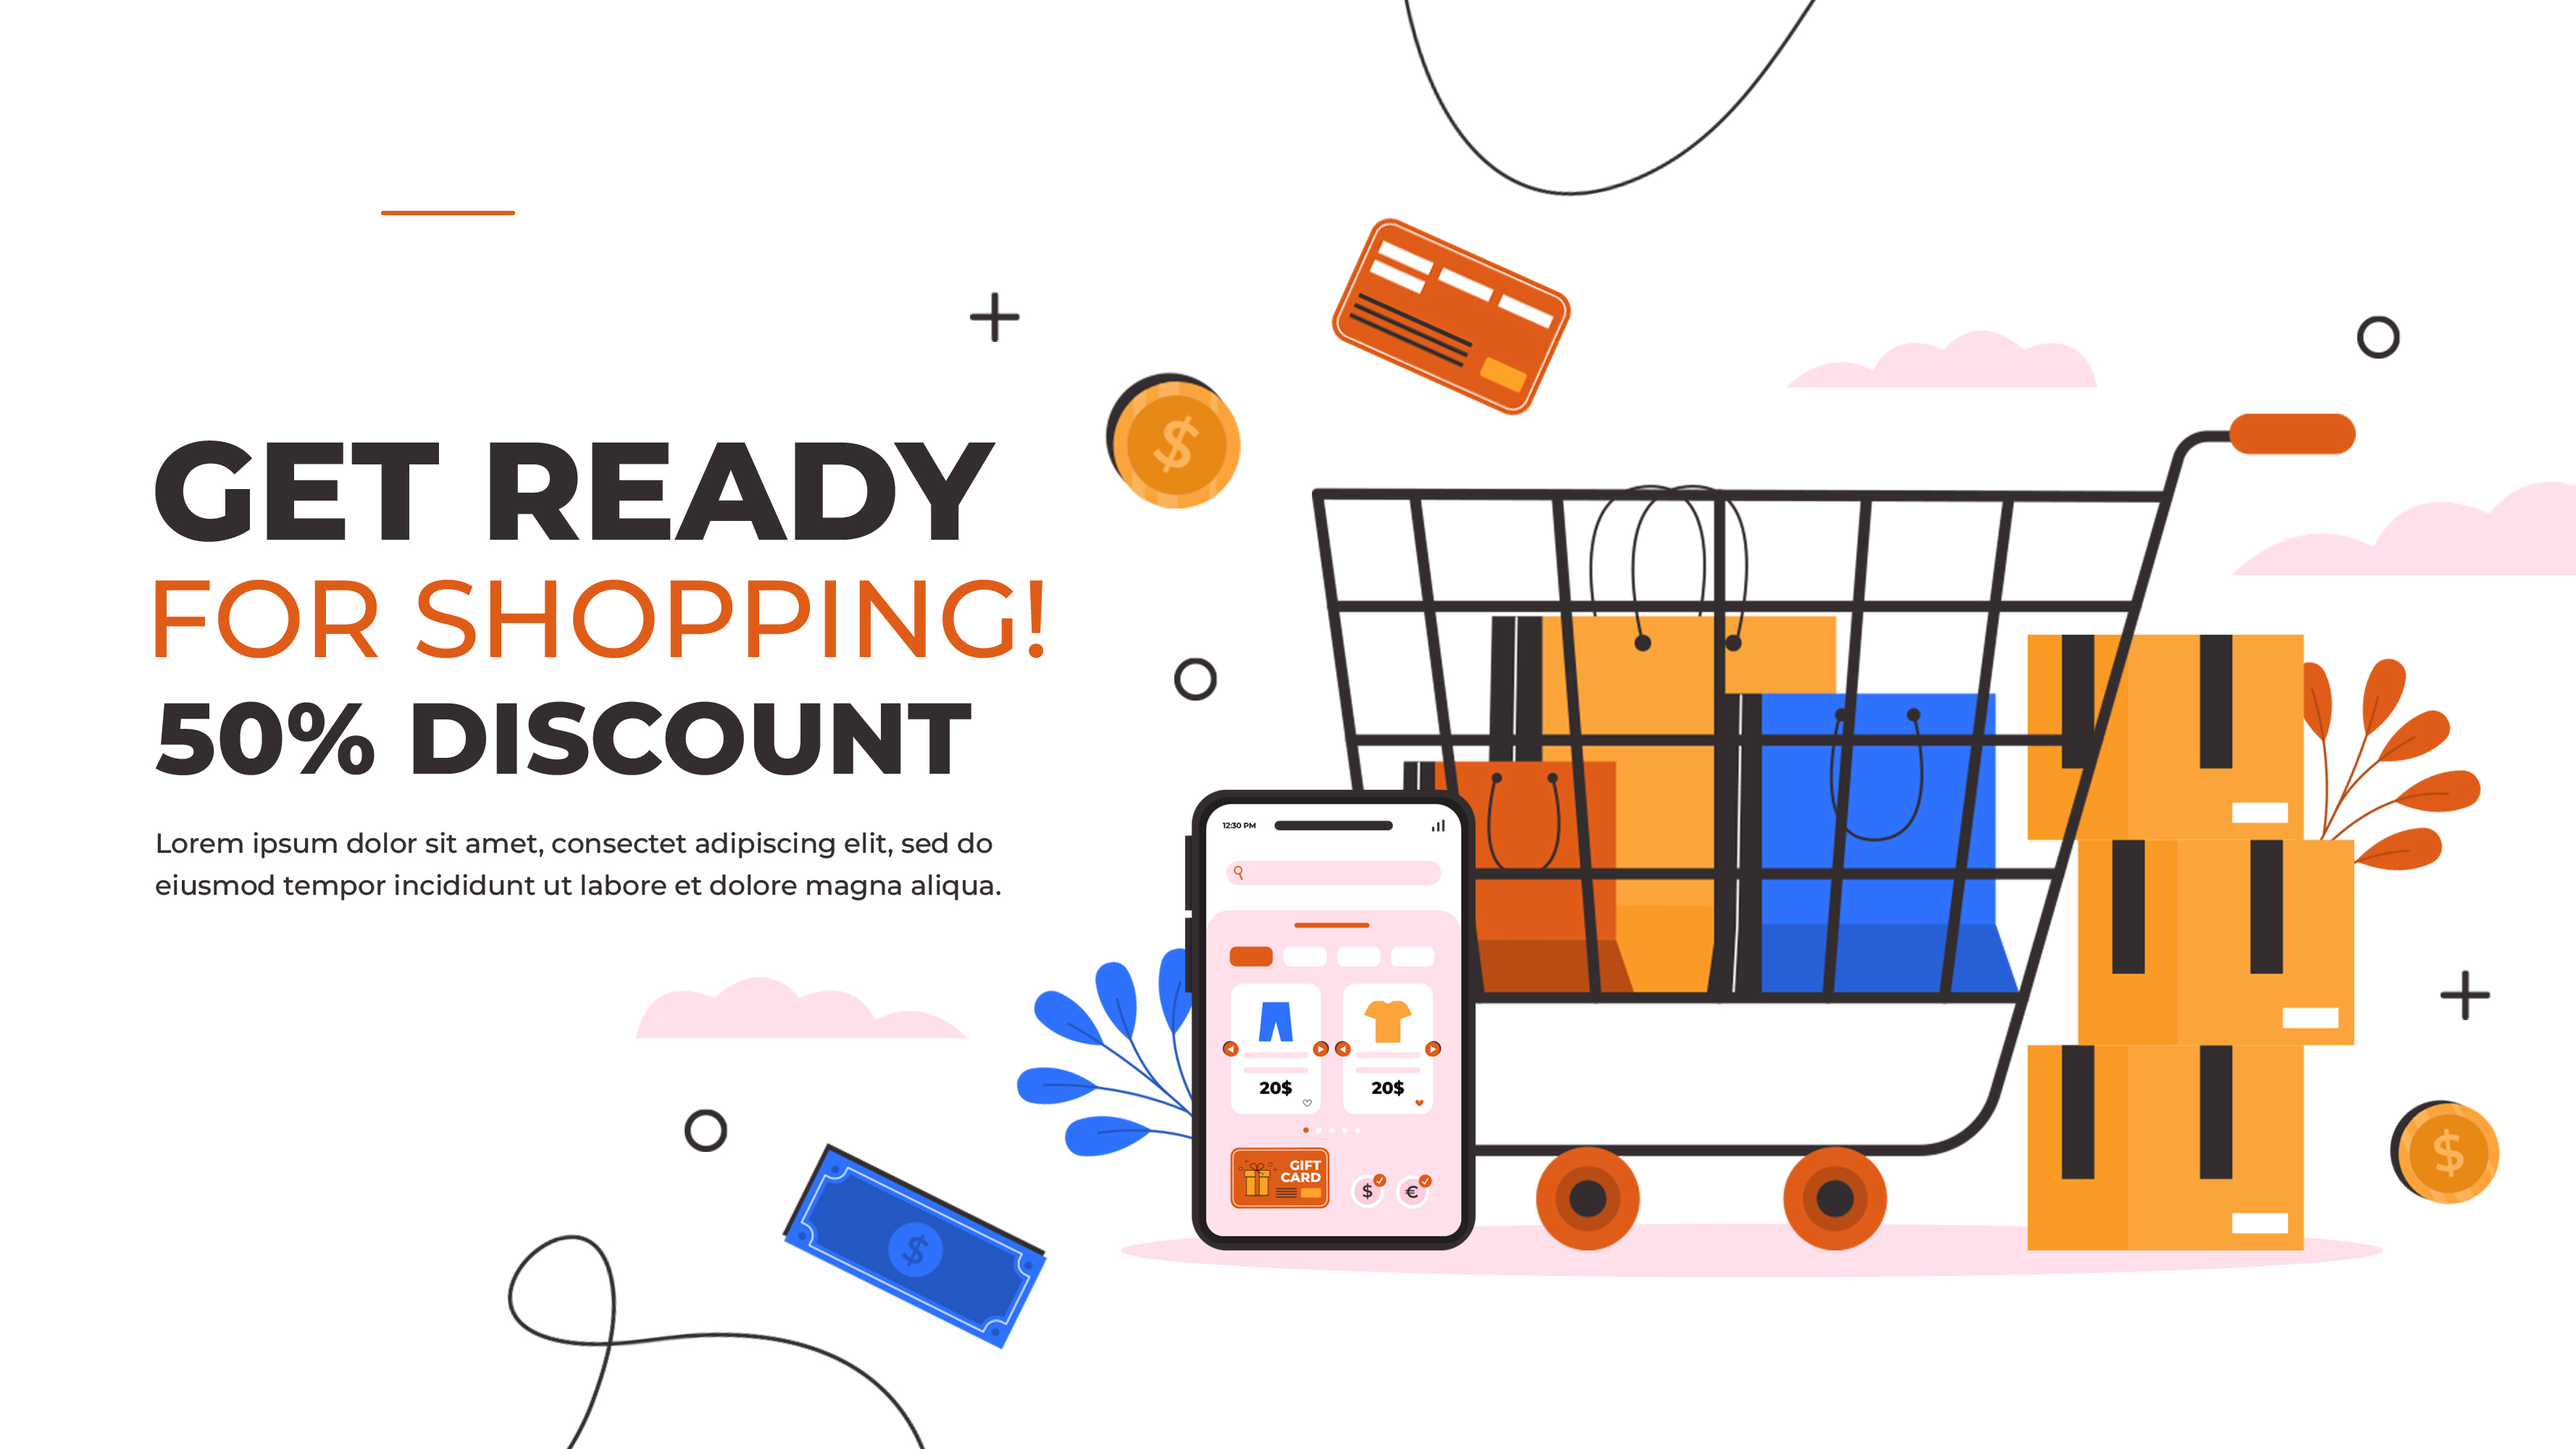 GET READY
FOR SHOPPING!
50% DISCOUNT
Lorem ipsum dolor sit amet, consectet adipiscing elit, sed do
eiusmod tempor incididunt ut labore et dolore magna aliqua.
$
12:30 PM
20$ 20$
GIFT
CARD
$ €
$
$